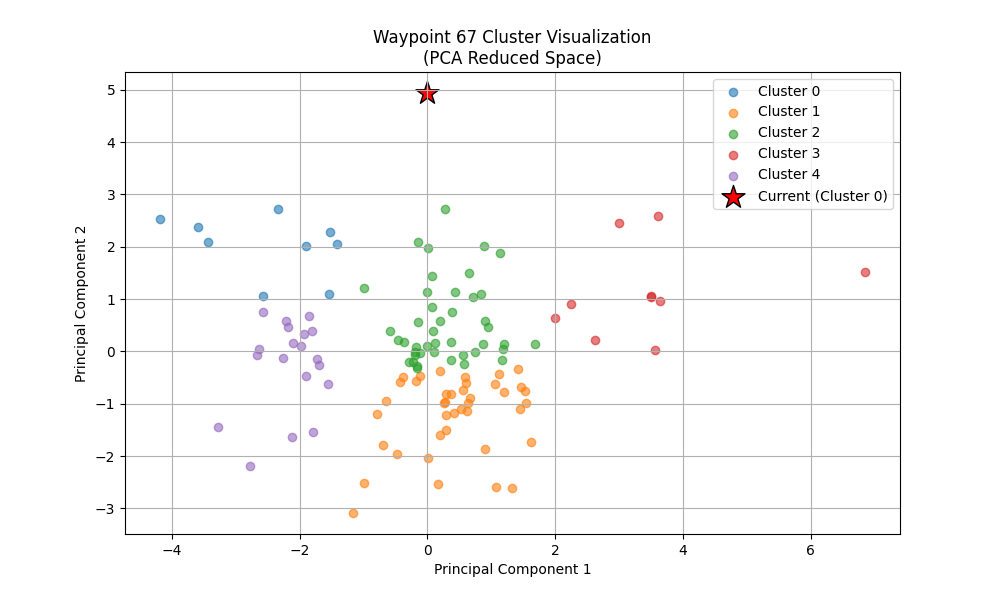 Waypoint 67 Cluster Visualization
(PCA Reduced Space)
Principal Component 2
5
4
3
2
1
0
−1
−2
−3
Cluster 0
Cluster 1
Cluster 2
Cluster 3
Cluster 4
Current (Cluster 0)
−4
−2
0
2
4
6
Principal Component 1